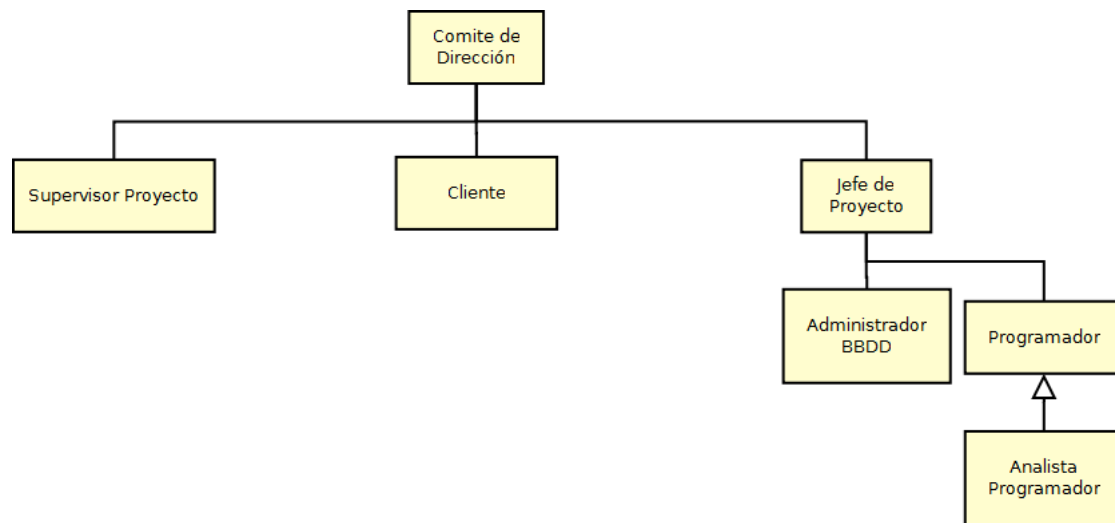 Comite de
Dirección
Supervisor Proyecto
Cliente
Jefe de
Proyecto
Administrador
BBDD
Programador
Analista
Programador